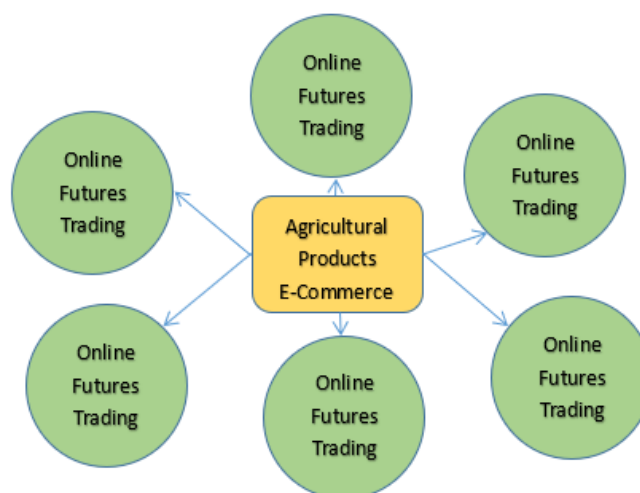 Online
Futures
Trading
Online
Futures
Trading
Online
Futures
Trading
Agricultural
Products
E-Commerce
Online
Futures
Trading
Online
Futures
Trading
Online
Futures
Trading